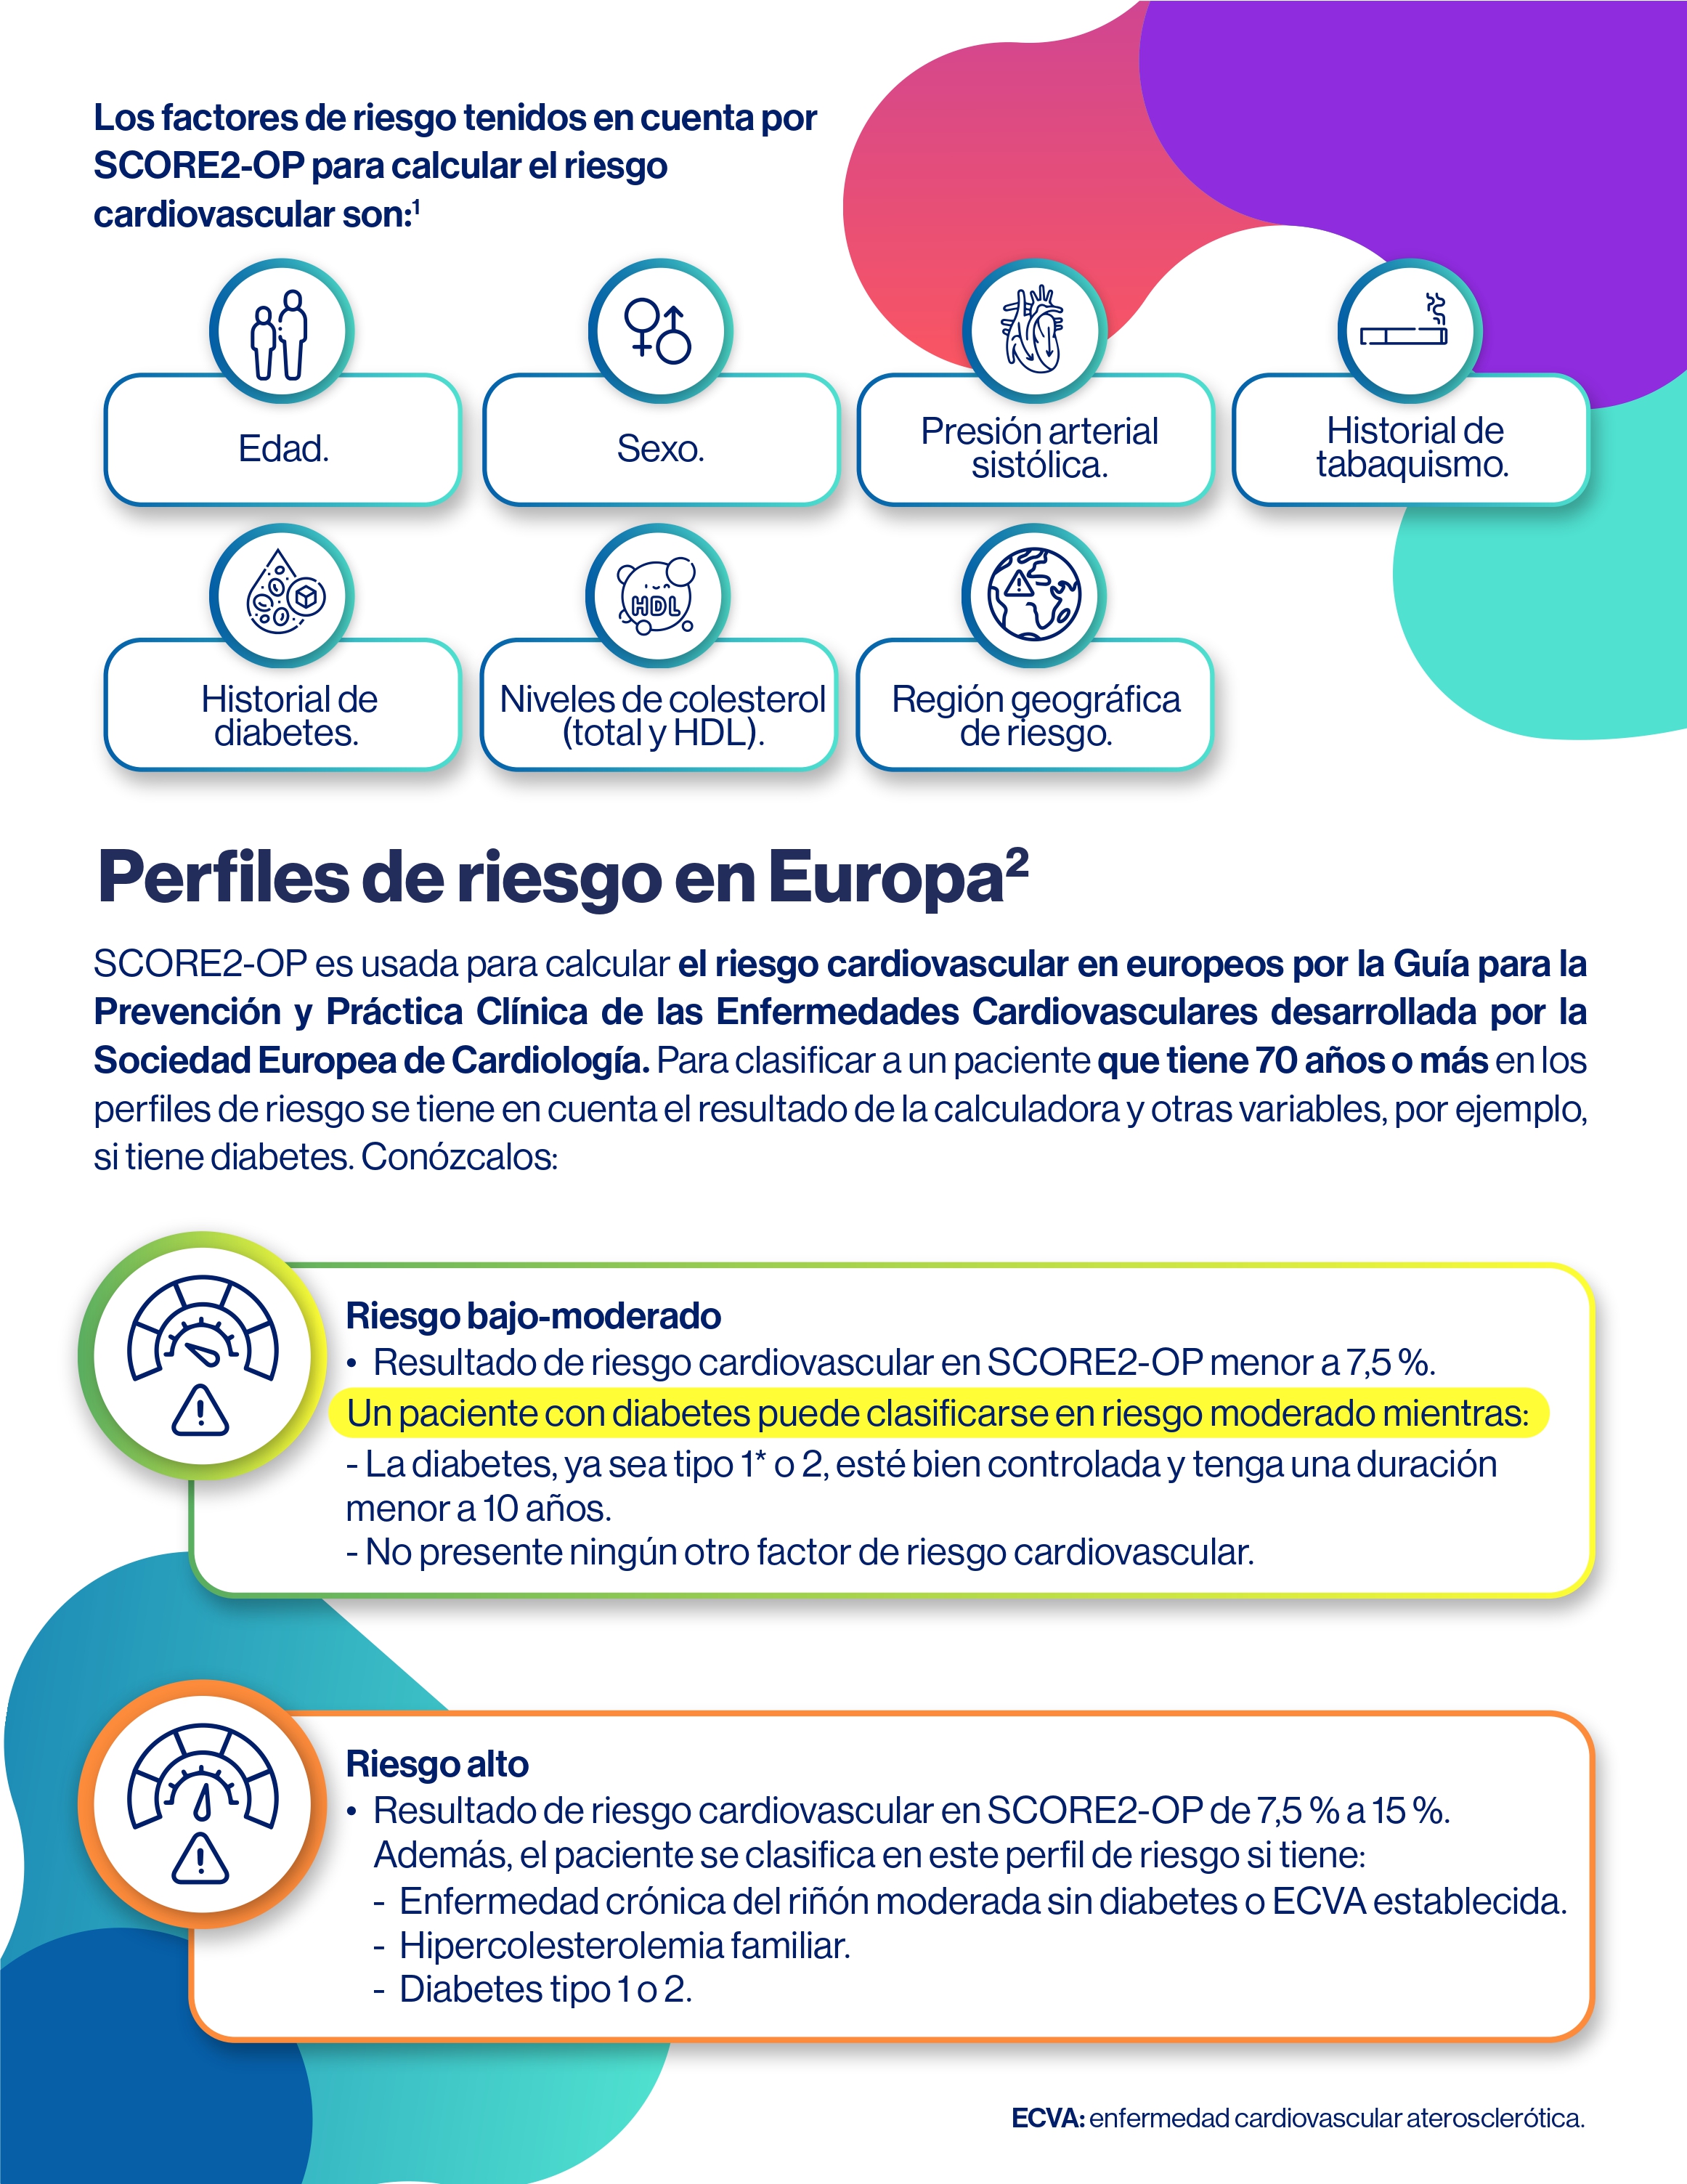 Los factores de riesgo tenidos en cuenta por
SCORE2-OP para calcular el riesgo
cardiovascular son:¹
Edad.
Sexo.
Presión arterial
sistólica.
Historial de
tabaquismo.
HDL
Historial de
diabetes.
Niveles de colesterol
(total y HDL).
Región geográfica
de riesgo.
Perfiles de riesgo en Europa²
SCORE2-OP es usada para calcular el riesgo cardiovascular en europeos por la Guía para la
Prevención y Práctica Clínica de las Enfermedades Cardiovasculares desarrollada por la
Sociedad Europea de Cardiología. Para clasificar a un paciente que tiene 70 años o más en los
perfiles de riesgo se tiene en cuenta el resultado de la calculadora y otras variables, por ejemplo,
si tiene diabetes. Conózcalos:
Riesgo bajo-moderado
• Resultado de riesgo cardiovascular en SCORE2-OP menor a 7,5 %.
Un paciente con diabetes puede clasificarse en riesgo moderado mientras:
- La diabetes, ya sea tipo 1* o 2, esté bien controlada y tenga una duración
menor a 10 años.
- No presente ningún otro factor de riesgo cardiovascular.
Riesgo alto
• Resultado de riesgo cardiovascular en SCORE2-OP de 7,5 % a 15 %.
Además, el paciente se clasifica en este perfil de riesgo si tiene:
- Enfermedad crónica del riñón moderada sin diabetes o ECVA establecida.
- Hipercolesterolemia familiar.
- Diabetes tipo 1 o 2.
ECVA: enfermedad cardiovascular aterosclerótica.